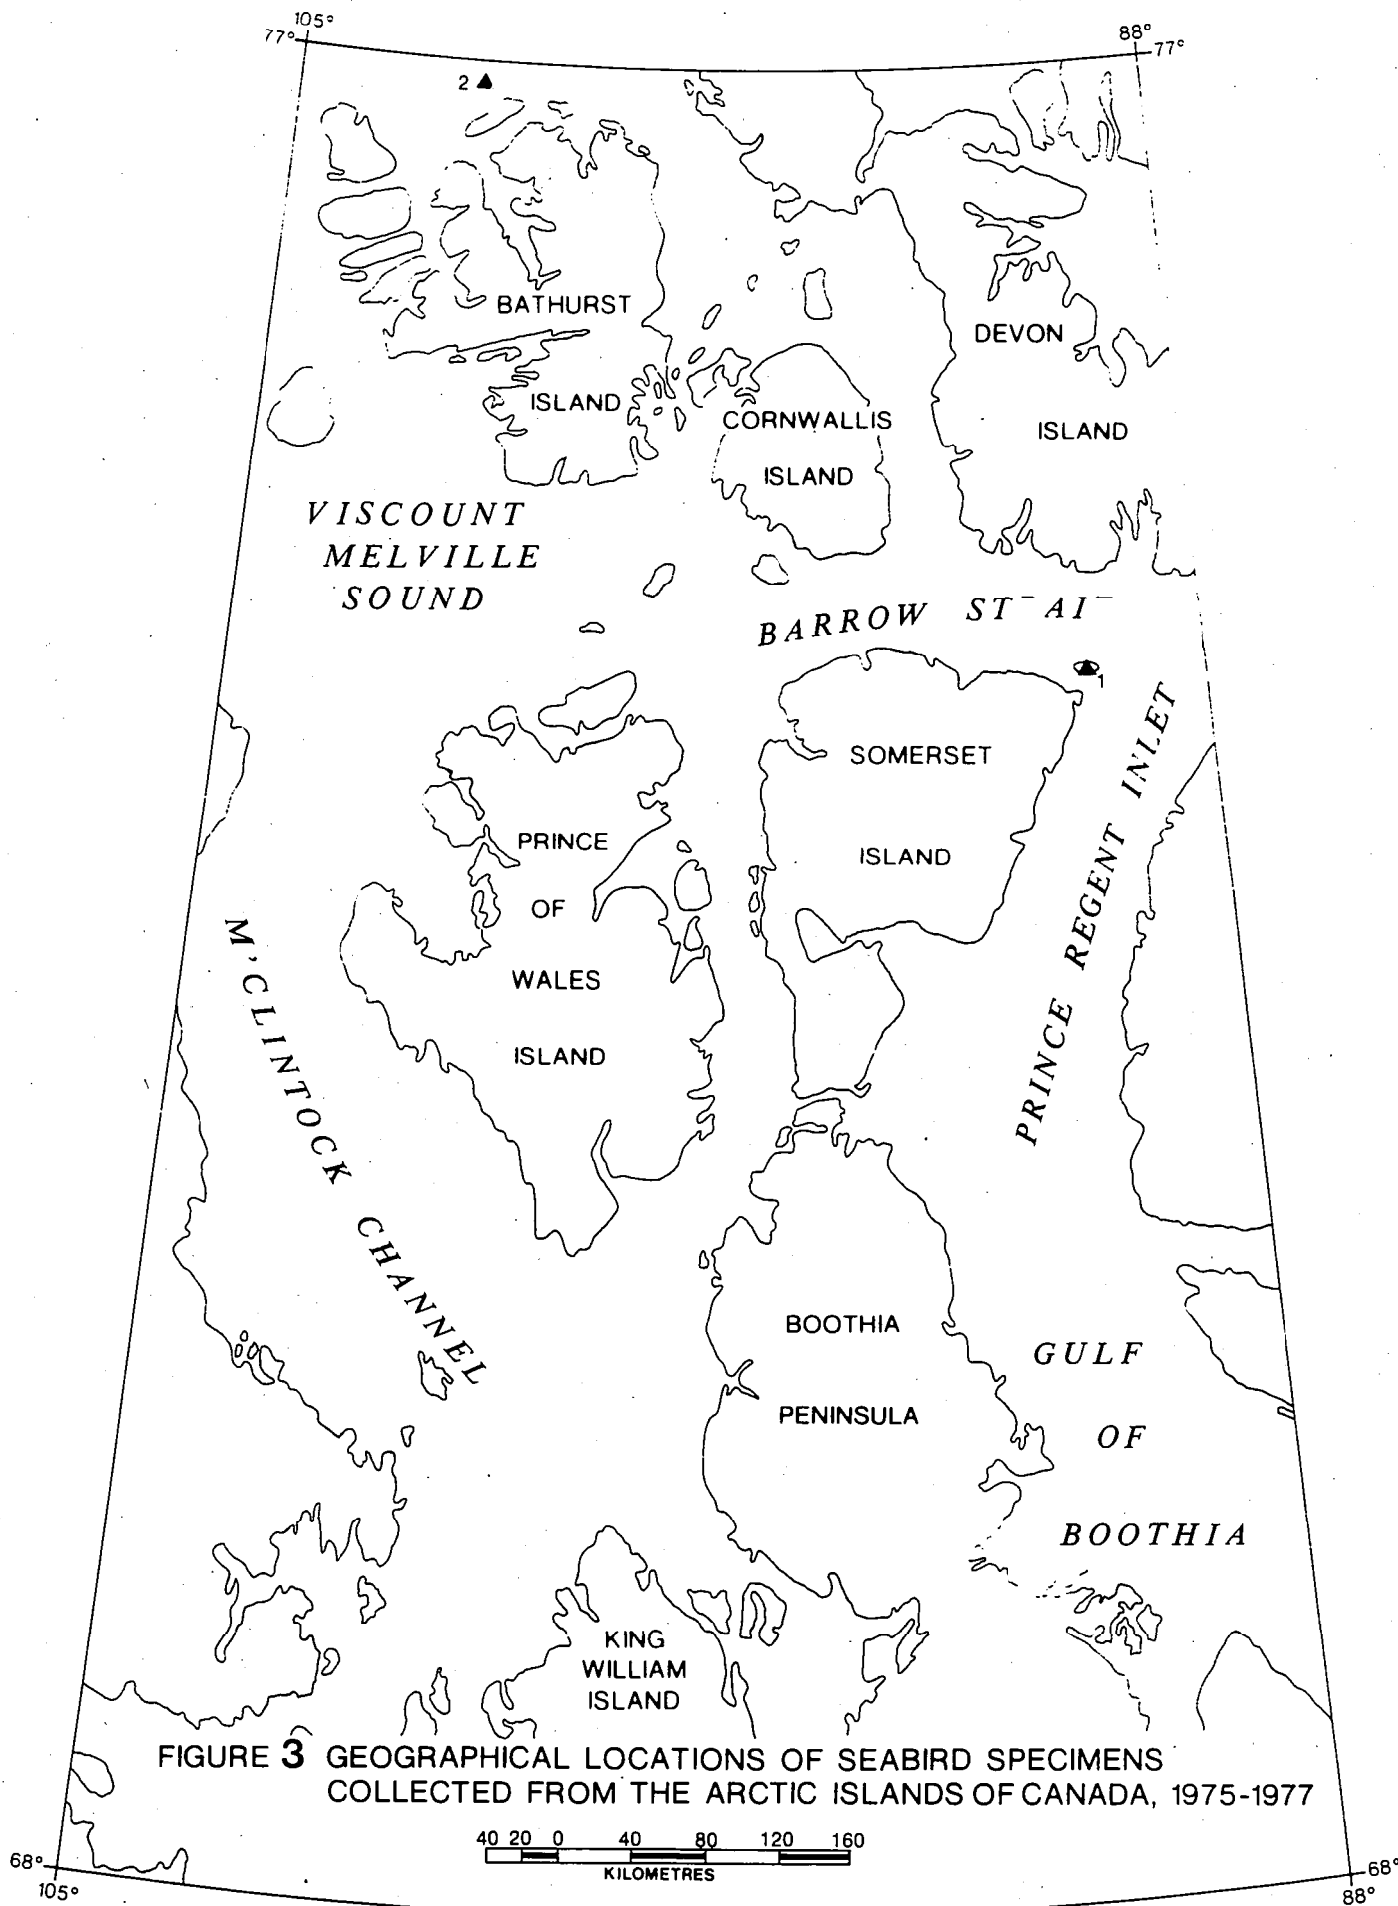 105°
77°
88°
77°
2
BATHURST
ISLAND
DEVON
ISLAND
CORNWALLIS
ISLAND
VISCOUNT
MELVILLE
SOUND
BARROW ST AI
1
SOMERSET
ISLAND
PRINCE REGENT INLET
PRINCE
OF
WALES
ISLAND
M'CLINTOCK CHANNEL
BOOTHIA
PENINSULA
GULF
OF
BOOTHIA
KING
WILLIAM
ISLAND
FIGURE 3 GEOGRAPHICAL LOCATIONS OF SEABIRD SPECIMENS
COLLECTED FROM THE ARCTIC ISLANDS OF CANADA, 1975-1977
40 20 0 40 80 120 160
KILOMETRES
68°
105°
68°
88°